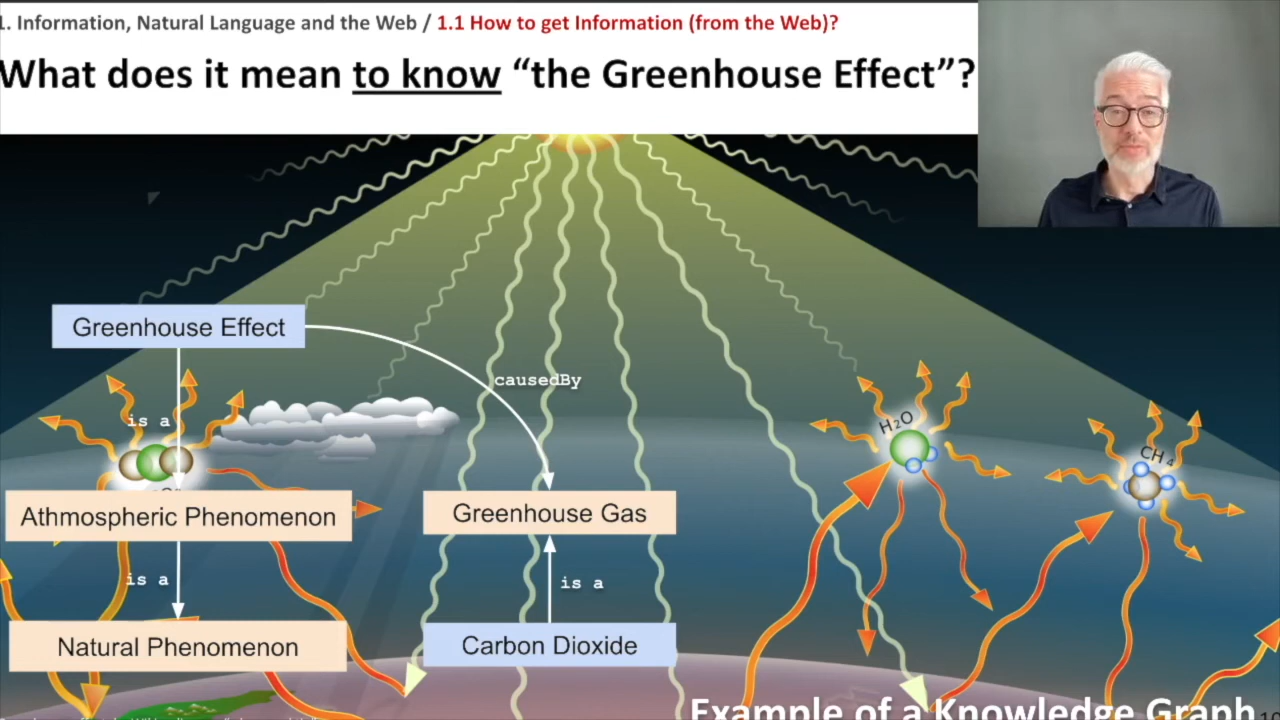 1. Information, Natural Language and the Web / 1.1 How to get Information (from the Web)?
What does it mean to know “the Greenhouse Effect”?
Greenhouse Effect
causedBy
is a
H₂O
CH₄
Athmospheric Phenomenon
Greenhouse Gas
is a
is a
Natural Phenomenon
Carbon Dioxide
Example of a Knowledge Graph